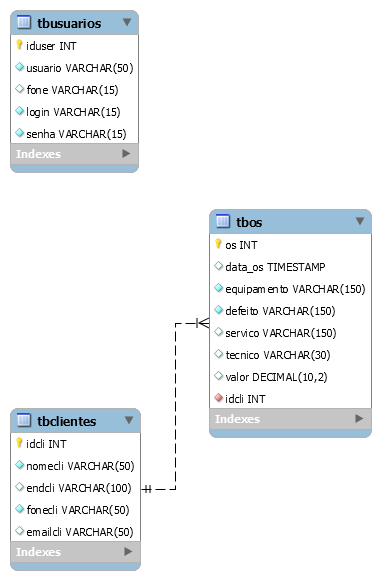 tbusuarios
iduser INT
usuario VARCHAR(50)
fone VARCHAR(15)
login VARCHAR(15)
senha VARCHAR(15)
Indexes
tbos
os INT
data_os TIMESTAMP
equipamento VARCHAR(150)
defeito VARCHAR(150)
servico VARCHAR(150)
tecnico VARCHAR(30)
valor DECIMAL(10,2)
idcli INT
Indexes
tbclientes
idcli INT
nomecli VARCHAR(50)
endcli VARCHAR(100)
fonecli VARCHAR(50)
emailcli VARCHAR(50)
Indexes